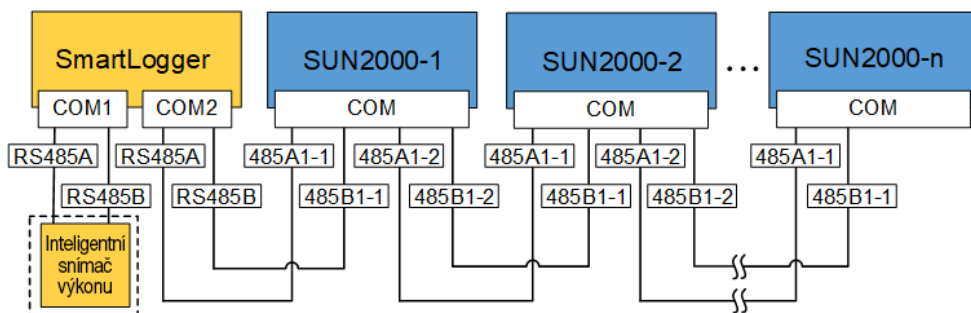 SmartLogger
SUN2000-1
SUN2000-2
...
SUN2000-n
COM1
COM2
COM
COM
COM
RS485A
RS485A
485A1-1
485A1-2
485A1-1
485A1-2
485A1-1
RS485B
RS485B
485B1-1
485B1-2
485B1-1
485B1-2
485B1-1
Inteligentní
snímač
výkonu